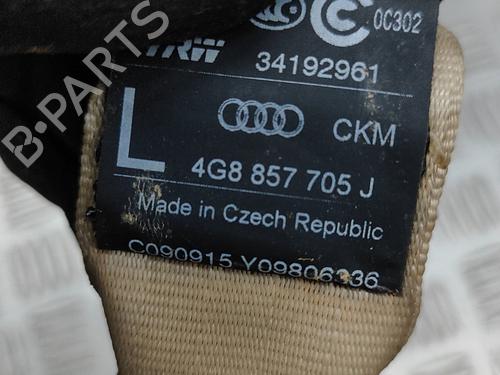 0C302
TRW 34192961
L CKM
4G8 857 705 J
Made in Czech Republic
C090915 Y09806336
B-PARTS